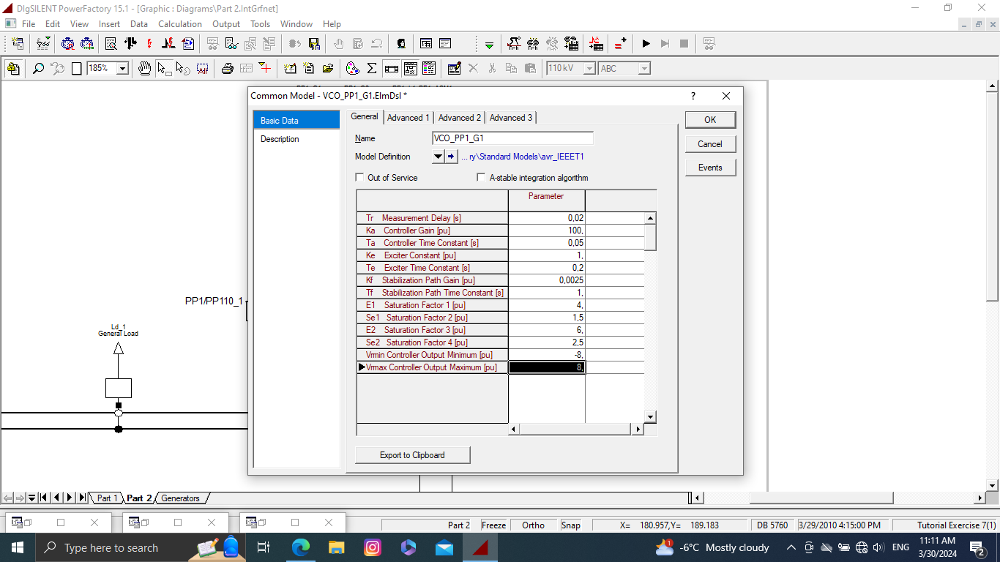 DIgSILENT PowerFactory 15.1 - [Graphic : Diagrams\Part 2.IntGrfnet]
File Edit View Insert Data Calculation Output Tools Window Help
185% 110 kV ABC
Common Model - VCO_PP1_G1.ElmDsl *
? 
Basic Data
Description
General Advanced 1 Advanced 2 Advanced 3
OK
Cancel
Events
Name VCO_PP1_G1
Model Definition ... ry\Standard Models\avr_IEEET1
Out of Service A-stable integration algorithm
Parameter
Tr Measurement Delay [s] 0,02
Ka Controller Gain [pu] 100,
Ta Controller Time Constant [s] 0,05
Ke Exciter Constant [pu] 1,
Te Exciter Time Constant [s] 0,2
Kf Stabilization Path Gain [pu] 0,0025
Tf Stabilization Path Time Constant [s] 1,
E1 Saturation Factor 1 [pu] 4,
Se1 Saturation Factor 2 [pu] 1,5
E2 Saturation Factor 3 [pu] 6,
Se2 Saturation Factor 4 [pu] 2,5
Vrmin Controller Output Minimum [pu] -8,
Vrmax Controller Output Maximum [pu] 8,
Export to Clipboard
PP1/PP110_1
Ld_1
General Load
Part 1 Part 2 Generators
Part 2 Freeze Ortho Snap X= 180.957,Y= 189.183 DB 5760 3/29/2010 4:15:00 PM Tutorial Exercise 7(1)
Type here to search
1 -6°C Mostly cloudy ENG
11:11 AM
3/30/2024
2